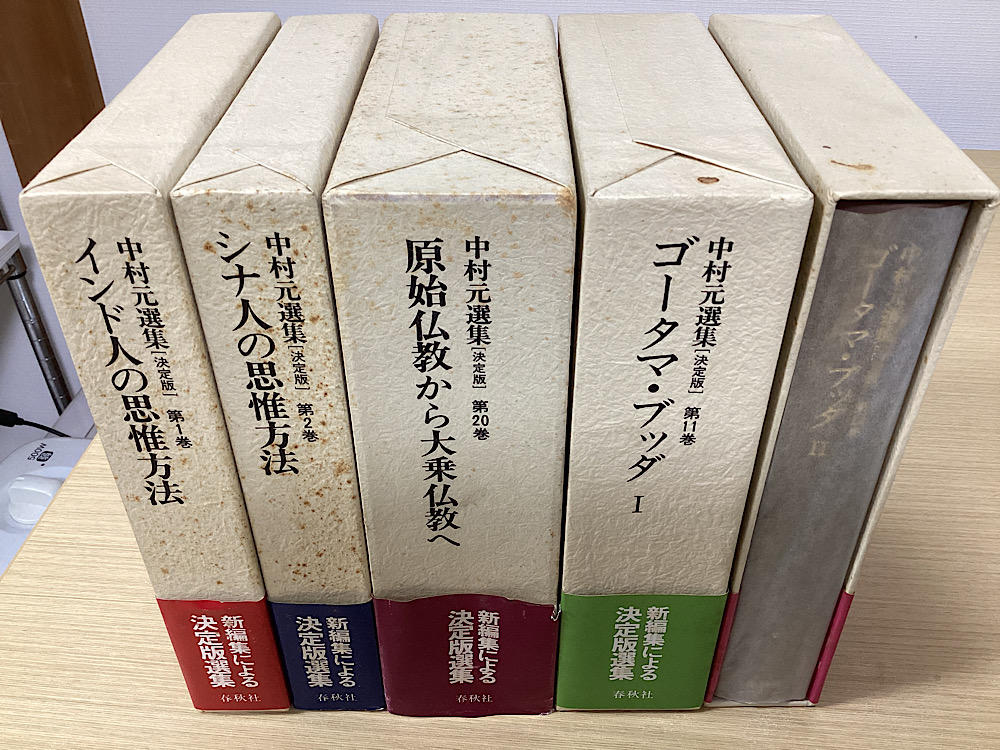 中村元選集［決定版］ 第1巻
インド人の思惟方法
新編集による
決定版選集
春秋社
中村元選集［決定版］ 第2巻
シナ人の思惟方法
新編集による
決定版選集
春秋社
中村元選集［決定版］ 第20巻
原始仏教から大乗仏教へ
新編集による
決定版選集
春秋社
中村元選集［決定版］ 第11巻
ゴータマ・ブッダ I
新編集による
決定版選集
春秋社
ゴータマ・ブッダ II